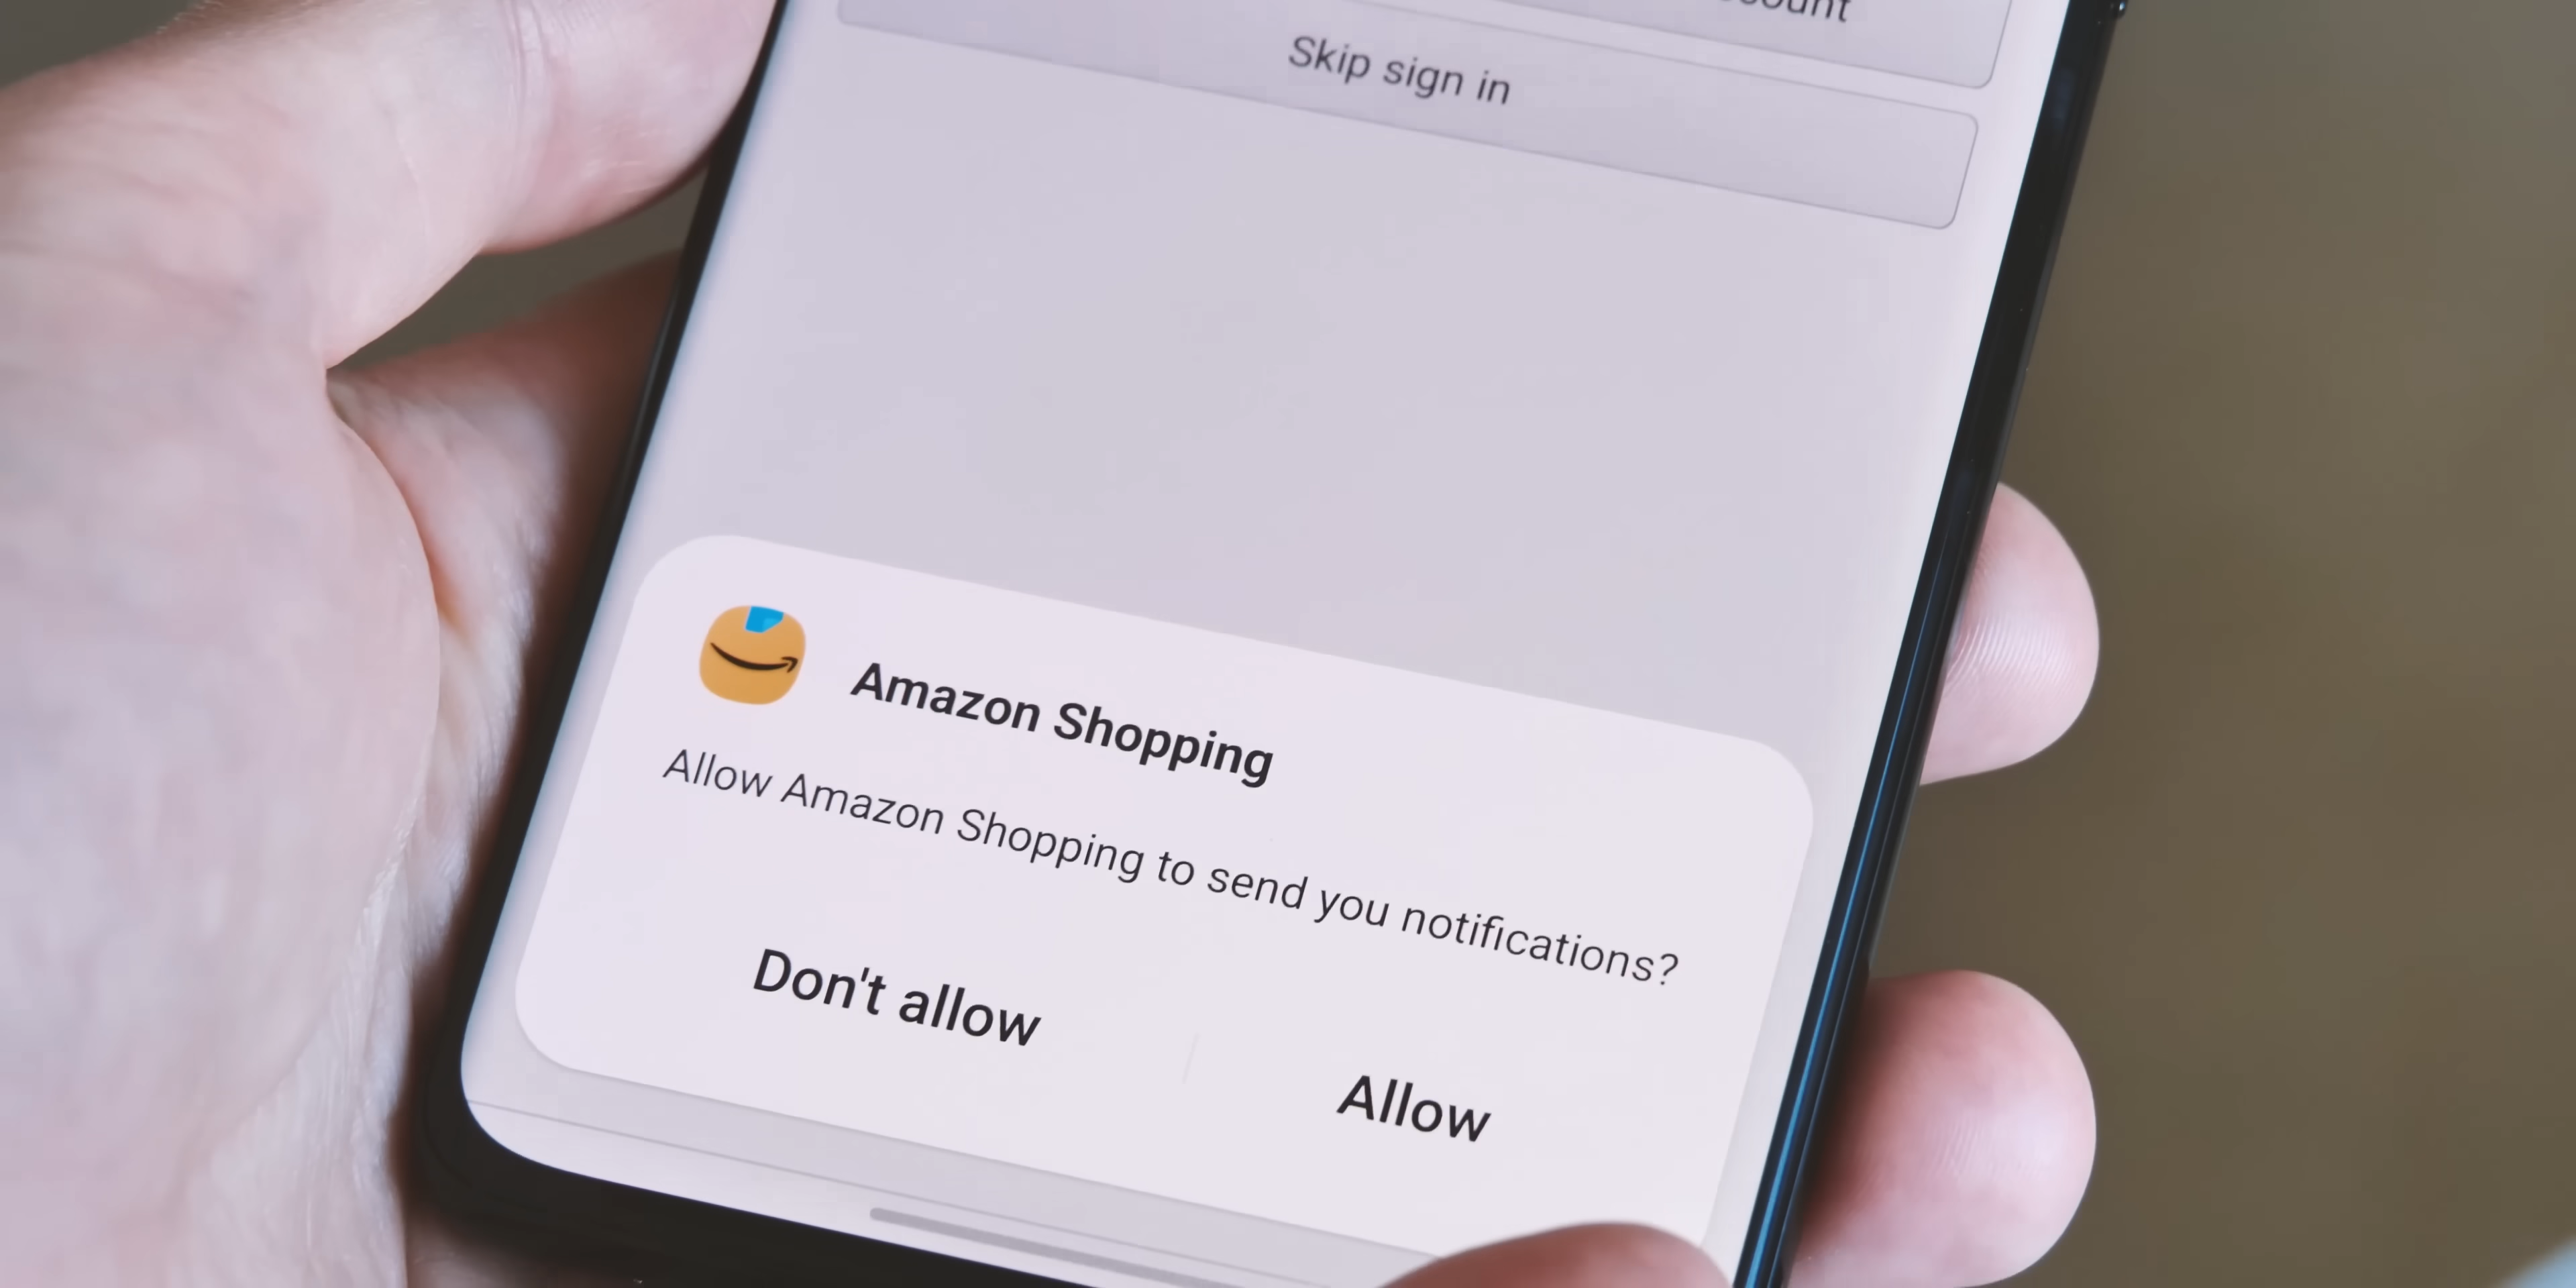 Skip sign in
Amazon Shopping
Allow Amazon Shopping to send you notifications?
Don't allow
Allow